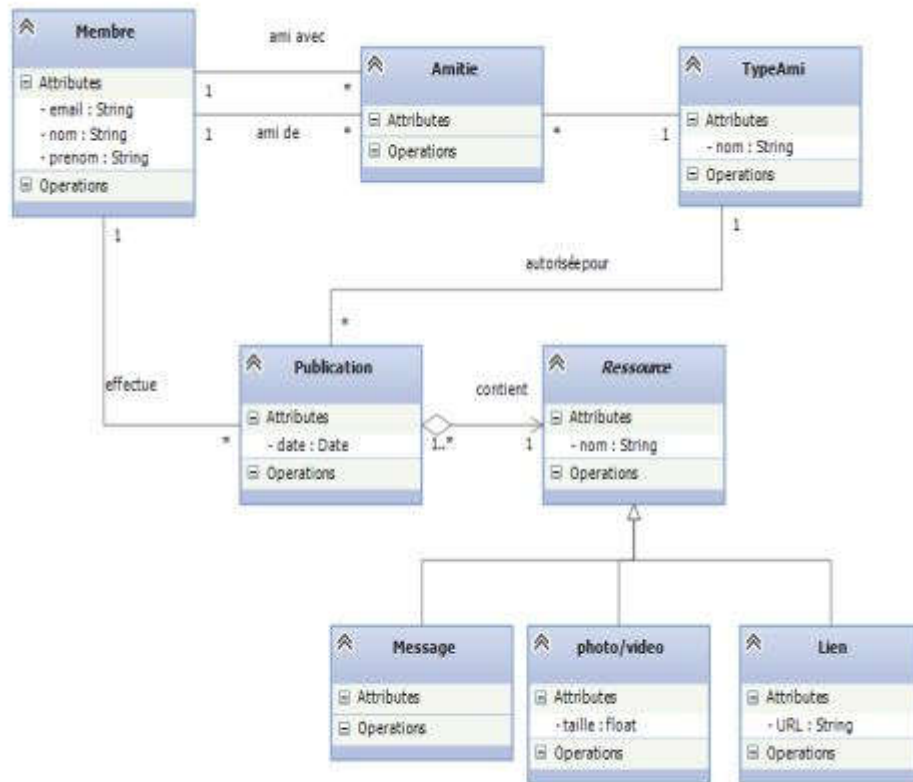 Membre
Attributes
- email : String
- nom : String
- prenom : String
Operations
ami avec
1
*
1
ami de
*
Amitie
Attributes
Operations
*
1
TypeAmi
Attributes
- nom : String
Operations
1
1
autoriséepour
*
effectue
*
Publication
Attributes
- date : Date
Operations
contient
1..*
1
Ressource
Attributes
- nom : String
Operations
Message
Attributes
Operations
photo/video
Attributes
- taille : float
Operations
Lien
Attributes
- URL : String
Operations